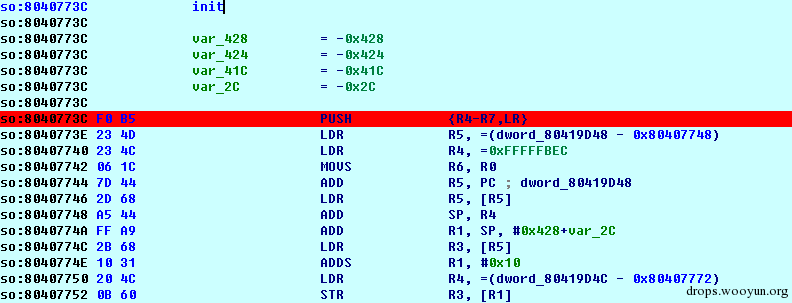 so:8040773C init
so:8040773C
so:8040773C var_428 = -0x428
so:8040773C var_424 = -0x424
so:8040773C var_41C = -0x41C
so:8040773C var_2C = -0x2C
so:8040773C
so:8040773C F0 B5 PUSH {R4-R7,LR}
so:8040773E 23 4D LDR R5, =(dword_80419D48 - 0x80407748)
so:80407740 23 4C LDR R4, =0xFFFFFBEC
so:80407742 06 1C MOVS R6, R0
so:80407744 7D 44 ADD R5, PC ; dword_80419D48
so:80407746 2D 68 LDR R5, [R5]
so:80407748 A5 44 ADD SP, R4
so:8040774A FF A9 ADD R1, SP, #0x428+var_2C
so:8040774C 2B 68 LDR R3, [R5]
so:8040774E 10 31 ADDS R1, #0x10
so:80407750 20 4C LDR R4, =(dword_80419D4C - 0x80407772)
so:80407752 0B 60 STR R3, [R1]
drops.wooyun.org